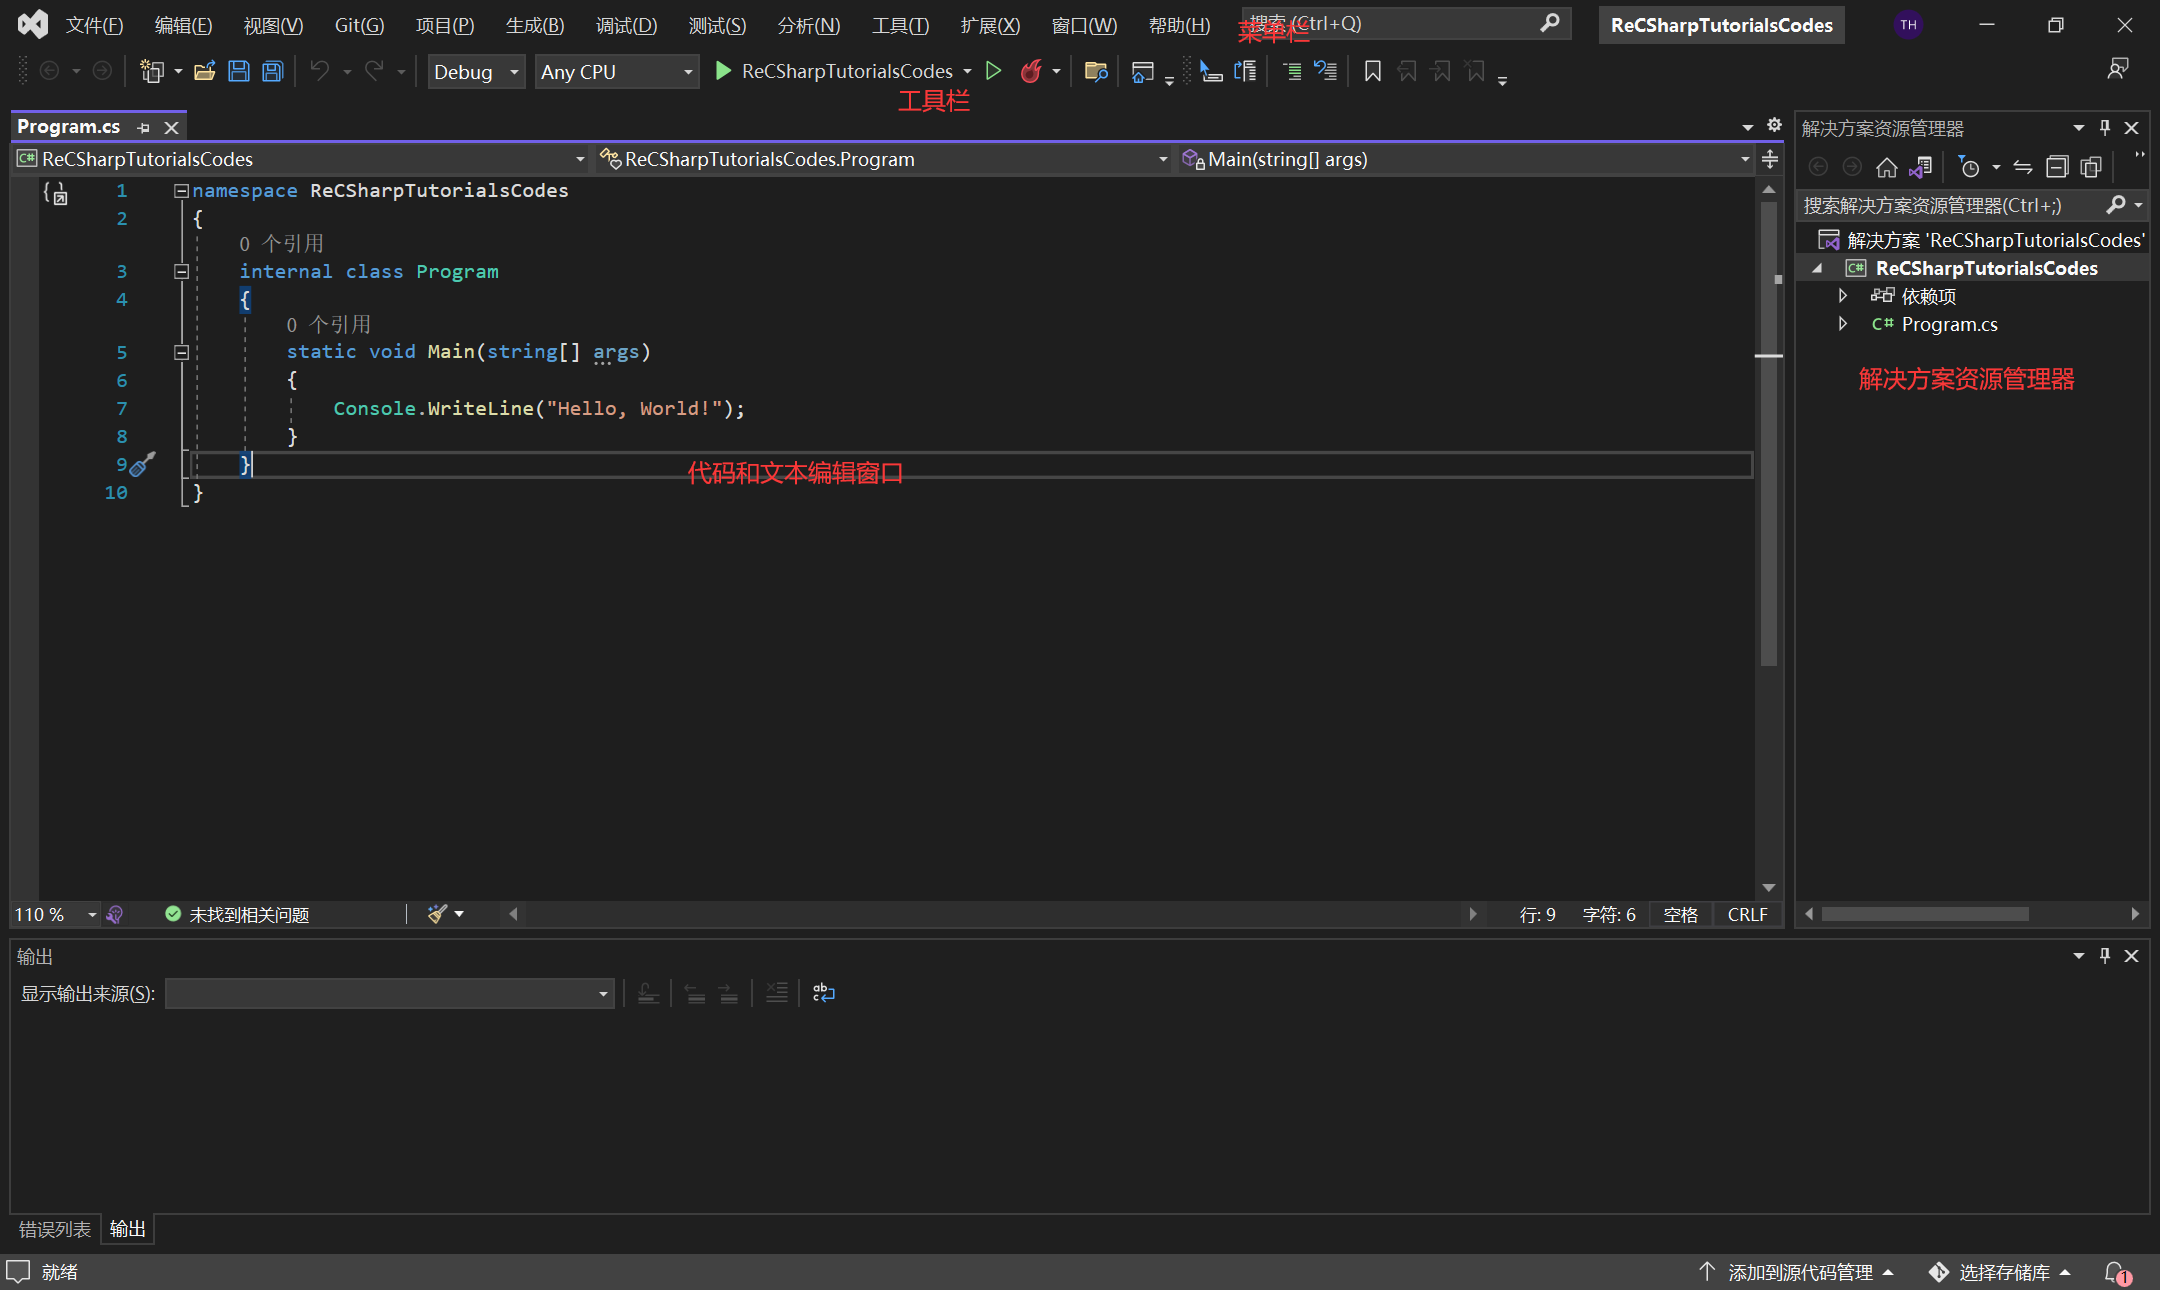 文件(F) 编辑(E) 视图(V) Git(G) 项目(P) 生成(B) 调试(D) 测试(S) 分析(N) 工具(T) 扩展(X) 窗口(W) 帮助(H) 搜索 (Ctrl+Q) ReCSharpTutorialsCodes TH
菜单栏
Debug Any CPU ReCSharpTutorialsCodes
工具栏
Program.cs
ReCSharpTutorialsCodes ReCSharpTutorialsCodes.Program Main(string[] args)
1 namespace ReCSharpTutorialsCodes
2 {
0 个引用
3 internal class Program
4 {
0 个引用
5 static void Main(string[] args)
6 {
7 Console.WriteLine("Hello, World!");
8 }
9 }
代码和文本编辑窗口
10 }
110 % 未找到相关问题 行: 9 字符: 6 空格 CRLF
解决方案资源管理器
搜索解决方案资源管理器(Ctrl+;)
解决方案 'ReCSharpTutorialsCodes'
C# ReCSharpTutorialsCodes
依赖项
C# Program.cs
解决方案资源管理器
输出
显示输出来源(S):
错误列表 输出
就绪 添加到源代码管理 选择存储库 1